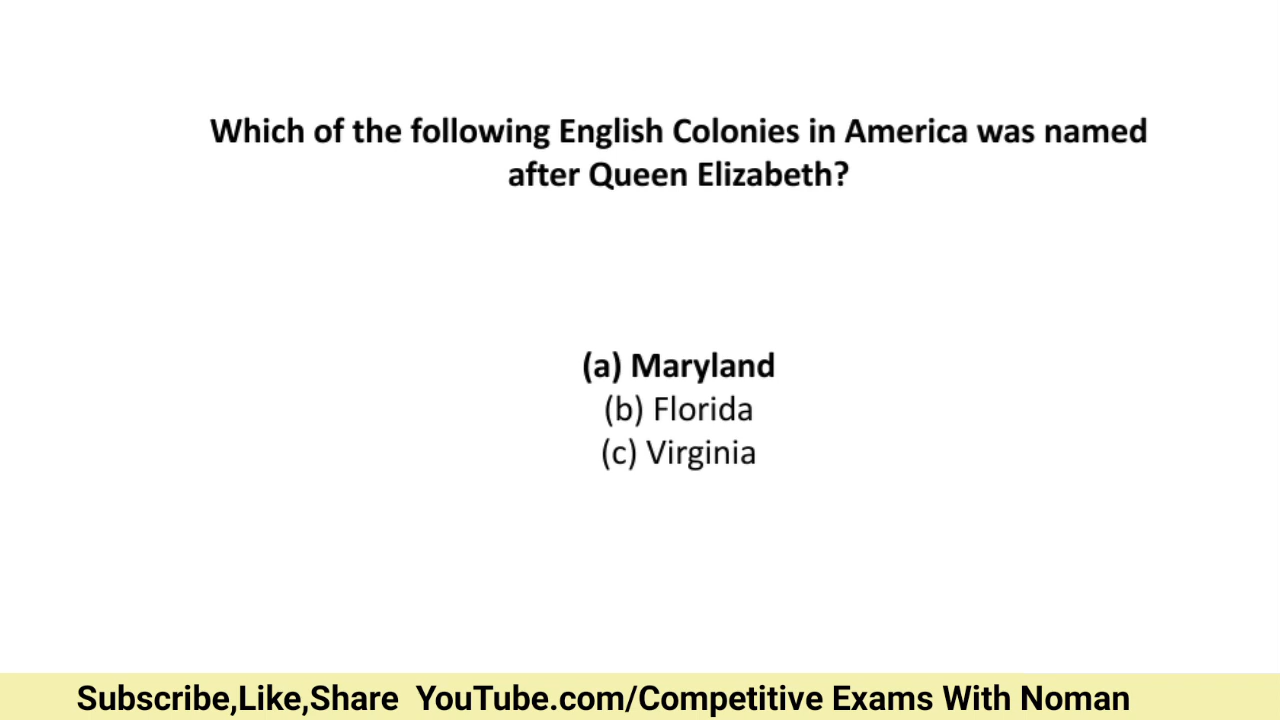 Which of the following English Colonies in America was named
after Queen Elizabeth?
(a) Maryland
(b) Florida
(c) Virginia
Subscribe,Like,Share  YouTube.com/Competitive Exams With Noman